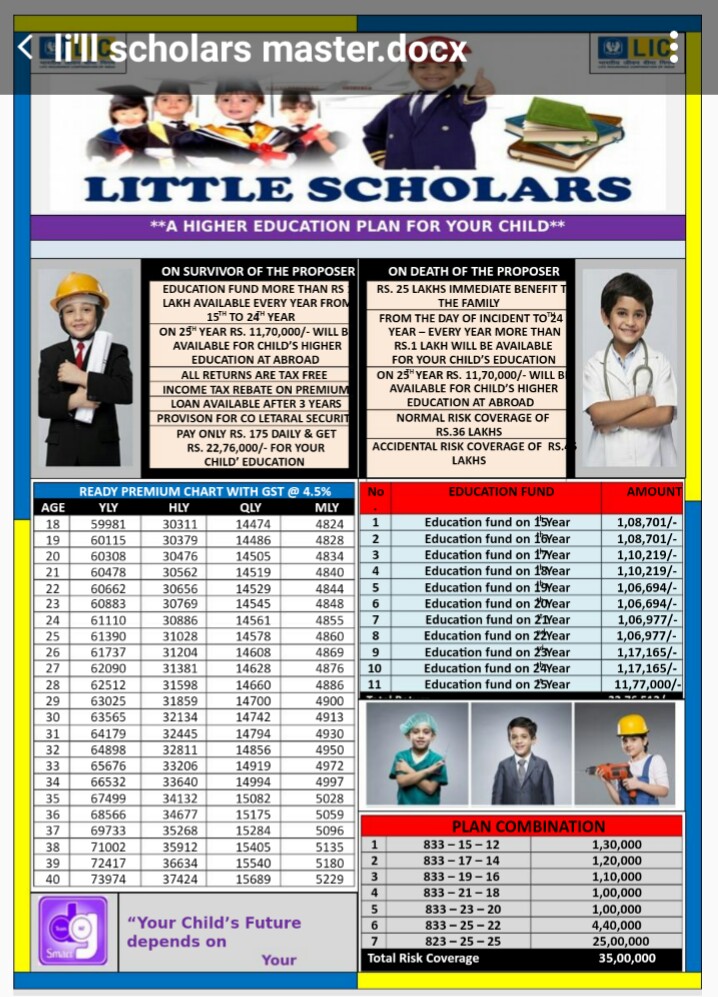 li'll scholars master.docx
LIC
LIC
LITTLE SCHOLARS
**A HIGHER EDUCATION PLAN FOR YOUR CHILD**
ON SURVIVOR OF THE PROPOSER
EDUCATION FUND MORE THAN RS
LAKH AVAILABLE EVERY YEAR FROM
15TH TO 24TH YEAR
ON 25TH YEAR RS. 11,70,000/- WILL B
AVAILABLE FOR CHILD'S HIGHER
EDUCATION AT ABROAD
ALL RETURNS ARE TAX FREE
INCOME TAX REBATE ON PREMIUM
LOAN AVAILABLE AFTER 3 YEARS
PROVISON FOR CO LETARAL SECURIT
PAY ONLY RS. 175 DAILY & GET
RS. 22,76,000/- FOR YOUR
CHILD' EDUCATION
ON DEATH OF THE PROPOSER
RS. 25 LAKHS IMMEDIATE BENEFIT T
THE FAMILY
FROM THE DAY OF INCIDENT TO 24TH
YEAR – EVERY YEAR MORE THAN
RS.1 LAKH WILL BE AVAILABLE
FOR YOUR CHILD'S EDUCATION
ON 25TH YEAR RS. 11,70,000/- WILL BE
AVAILABLE FOR CHILD'S HIGHER
EDUCATION AT ABROAD
NORMAL RISK COVERAGE OF
RS.36 LAKHS
ACCIDENTAL RISK COVERAGE OF RS.
LAKHS
READY PREMIUM CHART WITH GST @ 4.5%
AGE YLY HLY QLY MLY
18 59981 30311 14474 4824
19 60115 30379 14486 4828
20 60308 30476 14505 4834
21 60478 30562 14519 4840
22 60662 30656 14529 4844
23 60883 30769 14545 4848
24 61110 30886 14561 4855
25 61390 31028 14578 4860
26 61737 31204 14608 4869
27 62090 31381 14628 4876
28 62512 31598 14660 4886
29 63025 31859 14700 4900
30 63565 32134 14742 4913
31 64179 32445 14794 4930
32 64898 32811 14856 4950
33 65676 33206 14919 4972
34 66532 33640 14994 4997
35 67499 34132 15082 5028
36 68566 34677 15175 5059
37 69733 35268 15284 5096
38 71002 35912 15405 5135
39 72417 36634 15540 5180
40 73974 37424 15689 5229
No . EDUCATION FUND AMOUNT
1 Education fund on 15th Year 1,08,701/-
2 Education fund on 16th Year 1,08,701/-
3 Education fund on 17th Year 1,10,219/-
4 Education fund on 18th Year 1,10,219/-
5 Education fund on 19th Year 1,06,694/-
6 Education fund on 20th Year 1,06,694/-
7 Education fund on 21st Year 1,06,977/-
8 Education fund on 22nd Year 1,06,977/-
9 Education fund on 23rd Year 1,17,165/-
10 Education fund on 24th Year 1,17,165/-
11 Education fund on 25th Year 11,77,000/-
PLAN COMBINATION
1 833 – 15 – 12 1,30,000
2 833 – 17 – 14 1,20,000
3 833 – 19 – 16 1,10,000
4 833 – 21 – 18 1,00,000
5 833 – 23 – 20 1,00,000
6 833 – 25 – 22 4,40,000
7 823 – 25 – 25 25,00,000
Total Risk Coverage 35,00,000
Smart
"Your Child's Future
depends on
Your